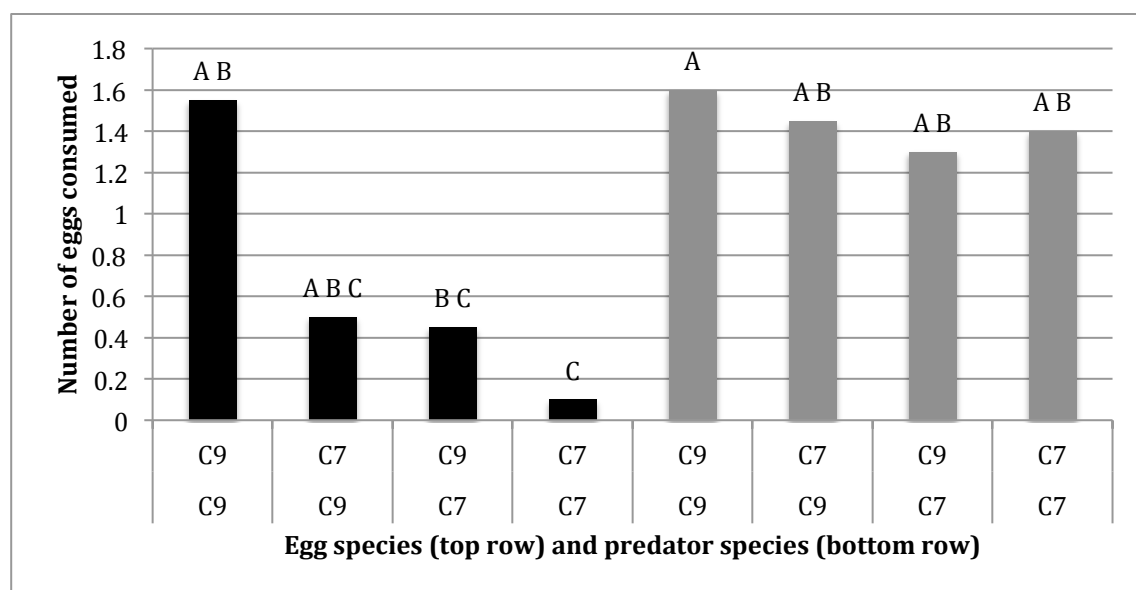 Number of eggs consumed
1.8
1.6
1.4
1.2
1
0.8
0.6
0.4
0.2
0
A B
A B C
B C
C
A
A B
A B
A B
C9 C7 C9 C7 C9 C7 C9 C7
C9 C9 C7 C7 C9 C9 C7 C7
Egg species (top row) and predator species (bottom row)